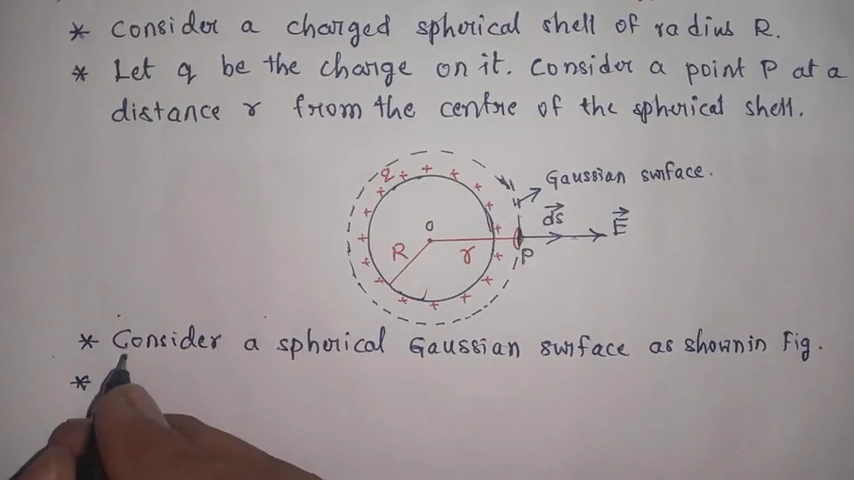 * Consider a charged spherical shell of radius R.
* Let q be the charge on it. Consider a point P at a
distance r from the centre of the spherical shell.
q
Gaussian surface.
ds
E
O
R
r
P
* Consider a spherical Gaussian surface as shown in Fig.
*